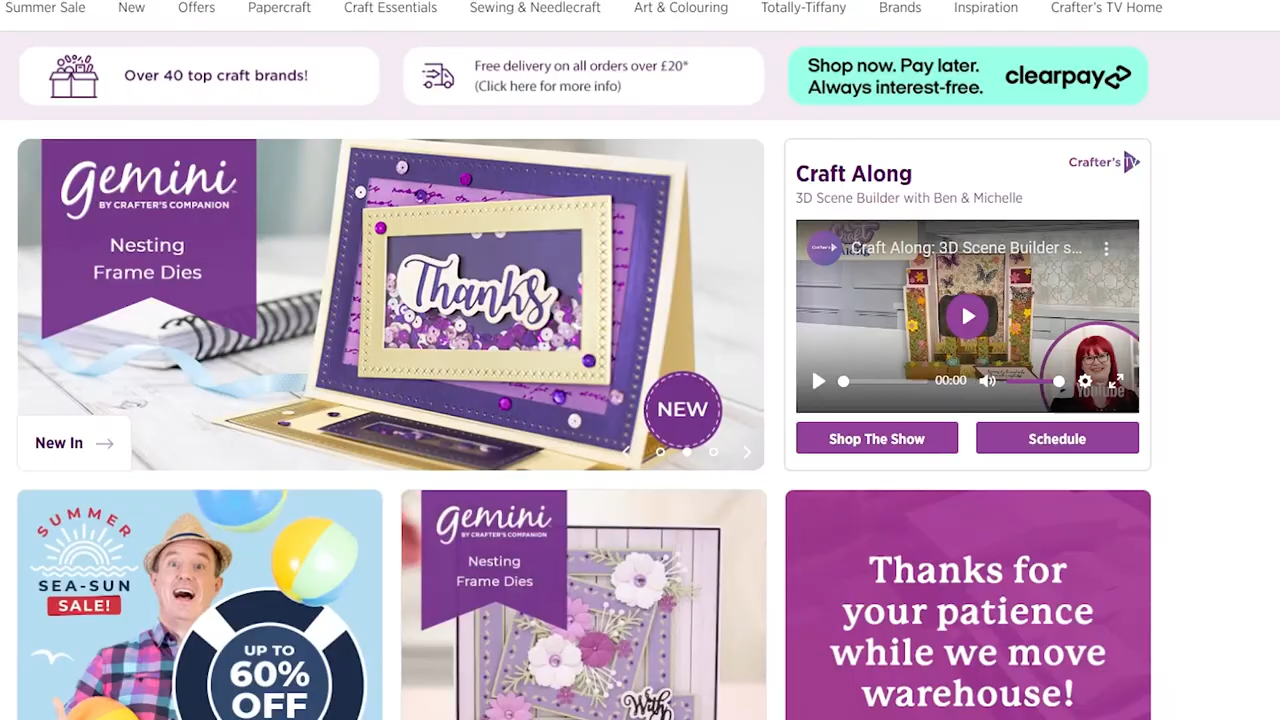 Summer Sale New Offers Papercraft Craft Essentials Sewing & Needlecraft Art & Colouring Totally-Tiffany Brands Inspiration Crafter's TV Home
Over 40 top craft brands!
Free delivery on all orders over £20*
(Click here for more info)
Shop now. Pay later.
Always interest-free.
clearpay
gemini
BY CRAFTER'S COMPANION
Nesting
Frame Dies
Thanks
NEW
New In
Crafter's TV
Craft Along
3D Scene Builder with Ben & Michelle
Craft Along: 3D Scene Builder s...
00:00
YouTube
Shop The Show
Schedule
SUMMER
SEA-SUN
SALE!
UP TO
60%
OFF
gemini
BY CRAFTER'S COMPANION
Nesting
Frame Dies
With
Thanks for
your patience
while we move
warehouse!